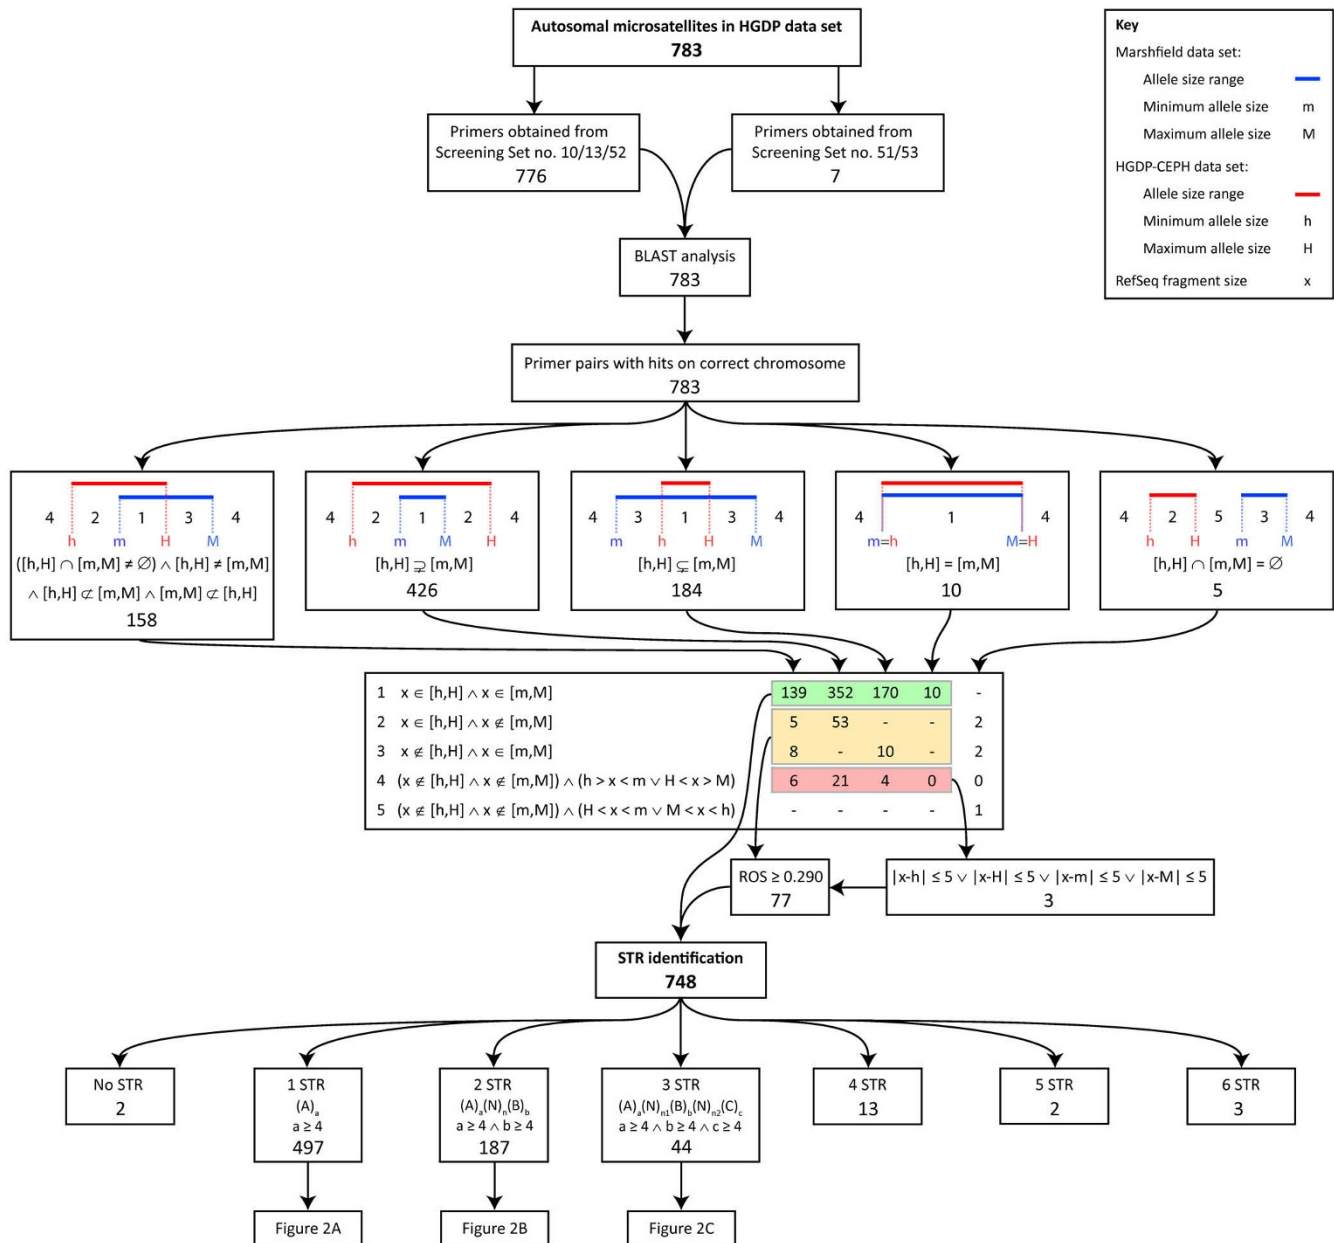 Autosomal microsatellites in HGDP data set
783
Key
Marshfield data set:
Allele size range
Minimum allele size m
Maximum allele size M
HGDP-CEPH data set:
Allele size range
Minimum allele size h
Maximum allele size H
RefSeq fragment size x
Primers obtained from
Screening Set no. 10/13/52
776
Primers obtained from
Screening Set no. 51/53
7
BLAST analysis
783
Primer pairs with hits on correct chromosome
783
4 2 1 3 4
h m H M
([h,H] ∩ [m,M] ≠ ∅) ∧ [h,H] ≠ [m,M]
∧ [h,H] ⊄ [m,M] ∧ [m,M] ⊄ [h,H]
158
4 2 1 2 4
h m M H
[h,H] ⊋ [m,M]
426
4 3 1 3 4
m h H M
[h,H] ⊊ [m,M]
184
4 1 4
m=h M=H
[h,H] = [m,M]
10
4 2 5 3 4
h H m M
[h,H] ∩ [m,M] = ∅
5
1 x ∈ [h,H] ∧ x ∈ [m,M] 139 352 170 10 -
2 x ∈ [h,H] ∧ x ∉ [m,M] 5 53 - - 2
3 x ∉ [h,H] ∧ x ∈ [m,M] 8 - 10 - 2
4 (x ∉ [h,H] ∧ x ∉ [m,M]) ∧ (h > x < m ∨ H < x > M) 6 21 4 0 0
5 (x ∉ [h,H] ∧ x ∉ [m,M]) ∧ (H < x < m ∨ M < x < h) - - - - 1
ROS ≥ 0.290
77
|x-h| ≤ 5 ∨ |x-H| ≤ 5 ∨ |x-m| ≤ 5 ∨ |x-M| ≤ 5
3
STR identification
748
No STR
2
1 STR
(A)a
a ≥ 4
497
2 STR
(A)a(N)n(B)b
a ≥ 4 ∧ b ≥ 4
187
3 STR
(A)a(N)n1(B)b(N)n2(C)c
a ≥ 4 ∧ b ≥ 4 ∧ c ≥ 4
44
4 STR
13
5 STR
2
6 STR
3
Figure 2A
Figure 2B
Figure 2C